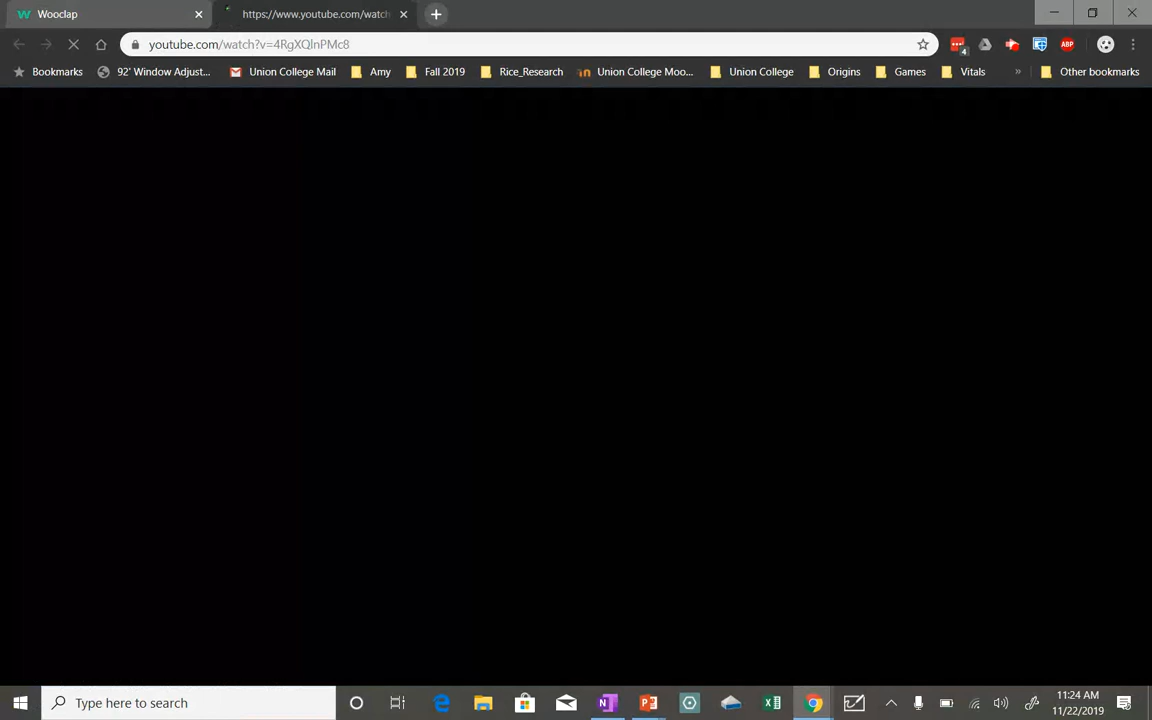 Wooclap
https://www.youtube.com/watch
youtube.com/watch?v=4RgXQlnPMc8
4
ABP
Bookmarks
92' Window Adjust...
Union College Mail
Amy
Fall 2019
Rice_Research
Union College Moo...
Union College
Origins
Games
Vitals
»
Other bookmarks
Type here to search
11:24 AM
11/22/2019